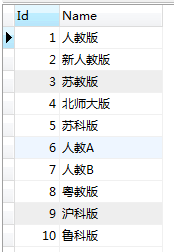 Id Name
1 人教版
2 新人教版
3 苏教版
4 北师大版
5 苏科版
6 人教A
7 人教B
8 粤教版
9 沪科版
10 鲁科版